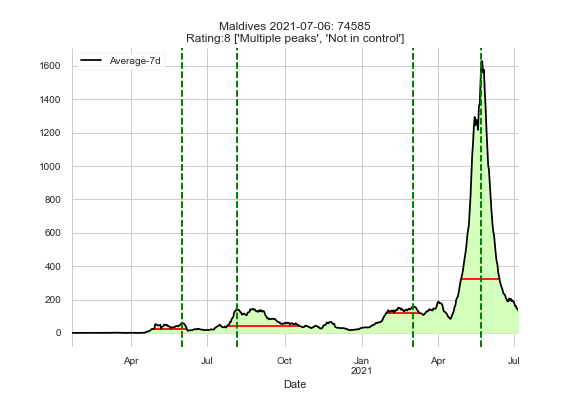 Maldives 2021-07-06: 74585
Rating:8 ['Multiple peaks', 'Not in control']
Average-7d
1600
1400
1200
1000
800
600
400
200
0
Apr Jul Oct Jan Apr Jul
2021
Date